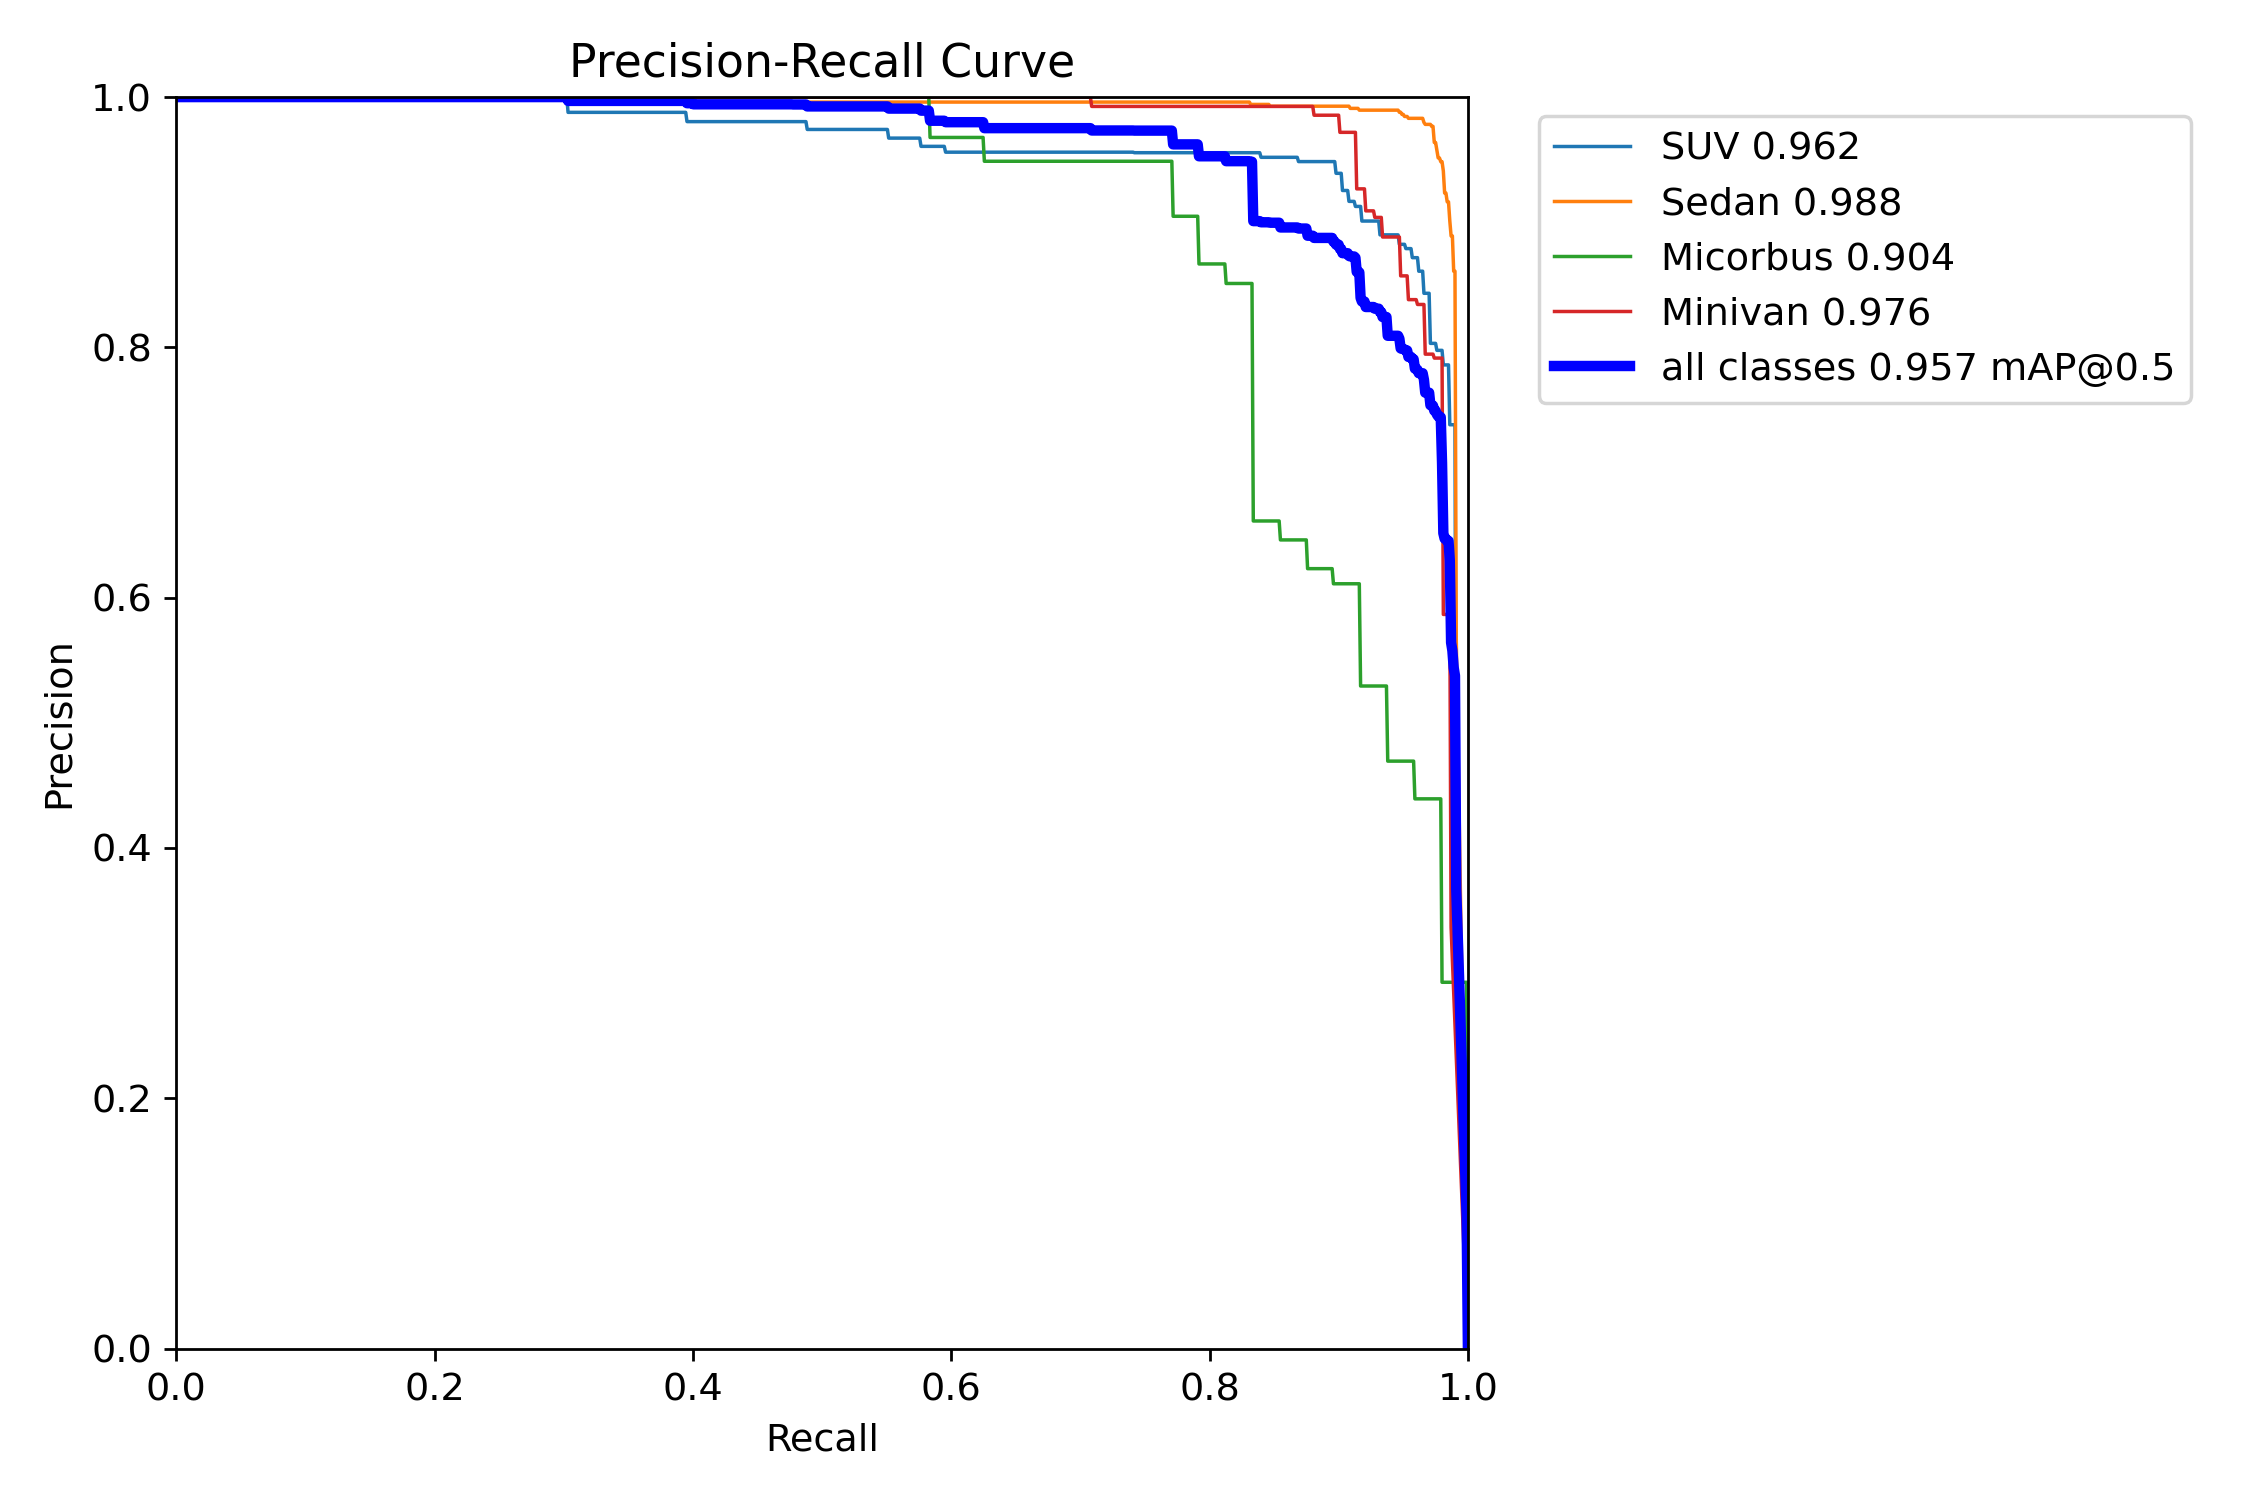 Precision-Recall Curve
1.0
0.8
0.6
0.4
0.2
0.0
Precision
0.0 0.2 0.4 0.6 0.8 1.0
Recall
SUV 0.962
Sedan 0.988
Micorbus 0.904
Minivan 0.976
all classes 0.957 mAP@0.5